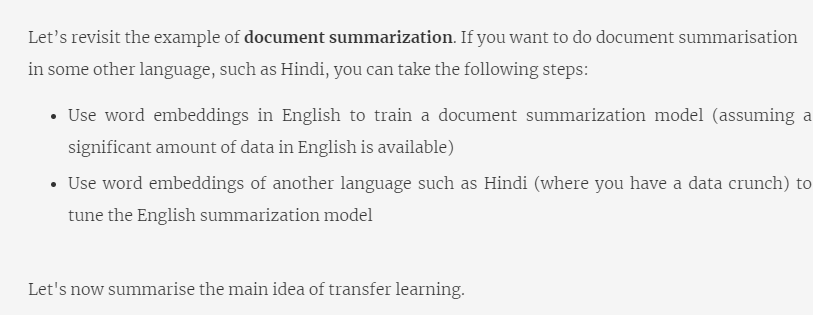 Let’s revisit the example of document summarization. If you want to do document summarisation
in some other language, such as Hindi, you can take the following steps:
• Use word embeddings in English to train a document summarization model (assuming a
significant amount of data in English is available)
• Use word embeddings of another language such as Hindi (where you have a data crunch) to
tune the English summarization model
Let's now summarise the main idea of transfer learning.